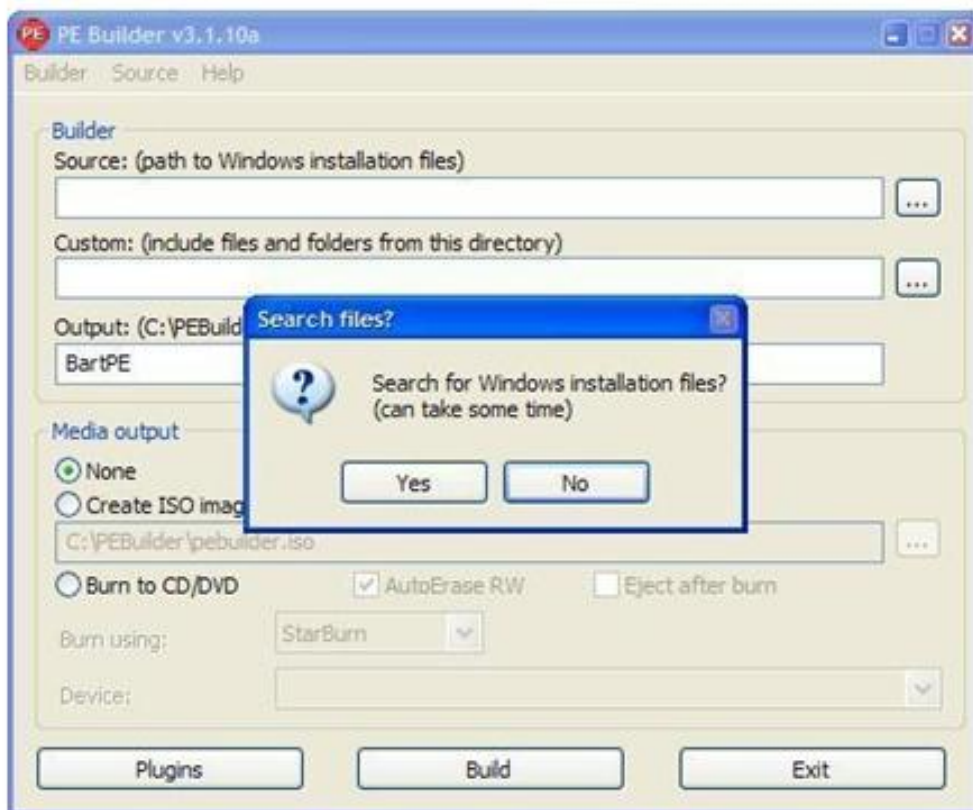 PE PE Builder v3.1.10a
Builder Source Help
Builder
Source: (path to Windows installation files)
...
Custom: (include files and folders from this directory)
...
Output: (C:\PEBuild
BartPE
Search files?
Search for Windows installation files?
(can take some time)
Yes No
Media output
None
Create ISO imag
C:\PEBuilder\pebuilder.iso ...
Burn to CD/DVD AutoErase RW Eject after burn
Burn using: StarBurn
Device:
Plugins Build Exit